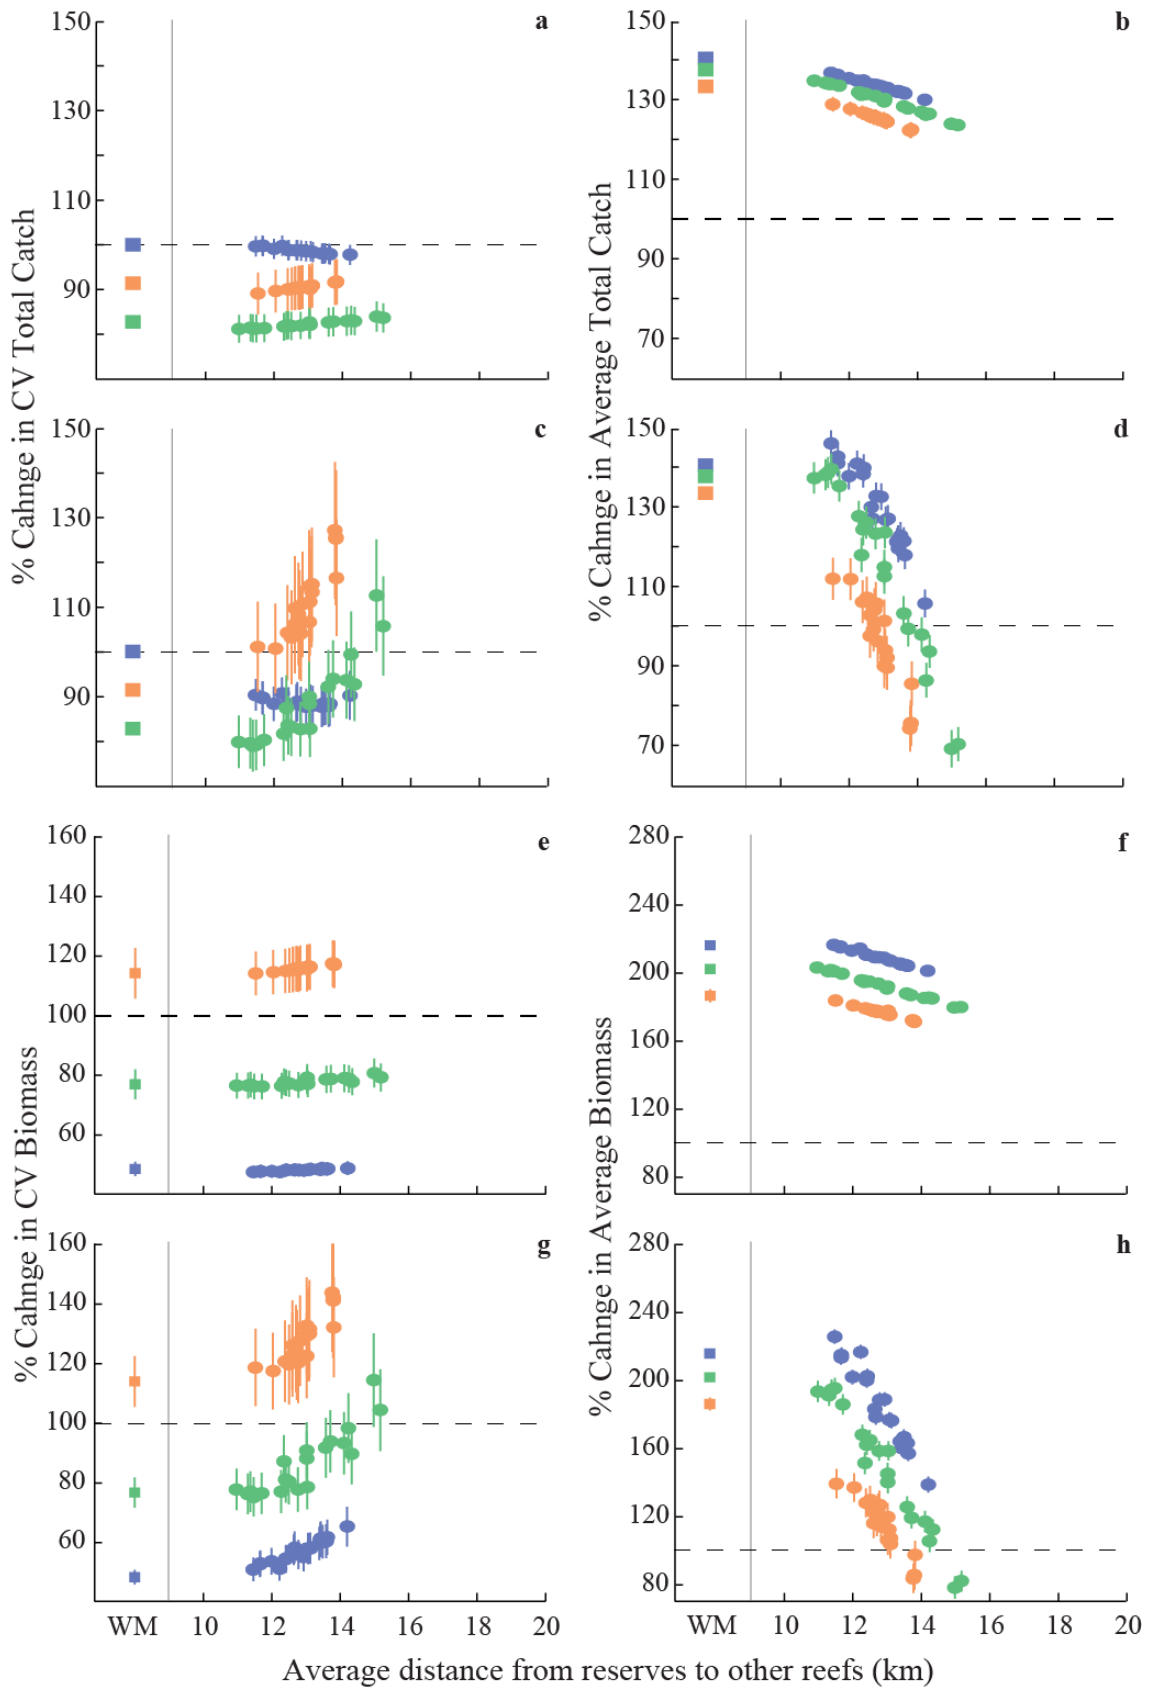 150
a
130
110
90
150
b
130
110
90
70
% Cahnge in CV Total Catch
% Cahnge in Average Total Catch
150
c
130
110
90
150
d
130
110
90
70
160
e
140
120
100
80
60
280
f
240
200
160
120
80
% Cahnge in CV Biomass
% Cahnge in Average Biomass
160
g
140
120
100
80
60
280
h
240
200
160
120
80
WM 10 12 14 16 18 20
WM 10 12 14 16 18 20
Average distance from reserves to other reefs (km)